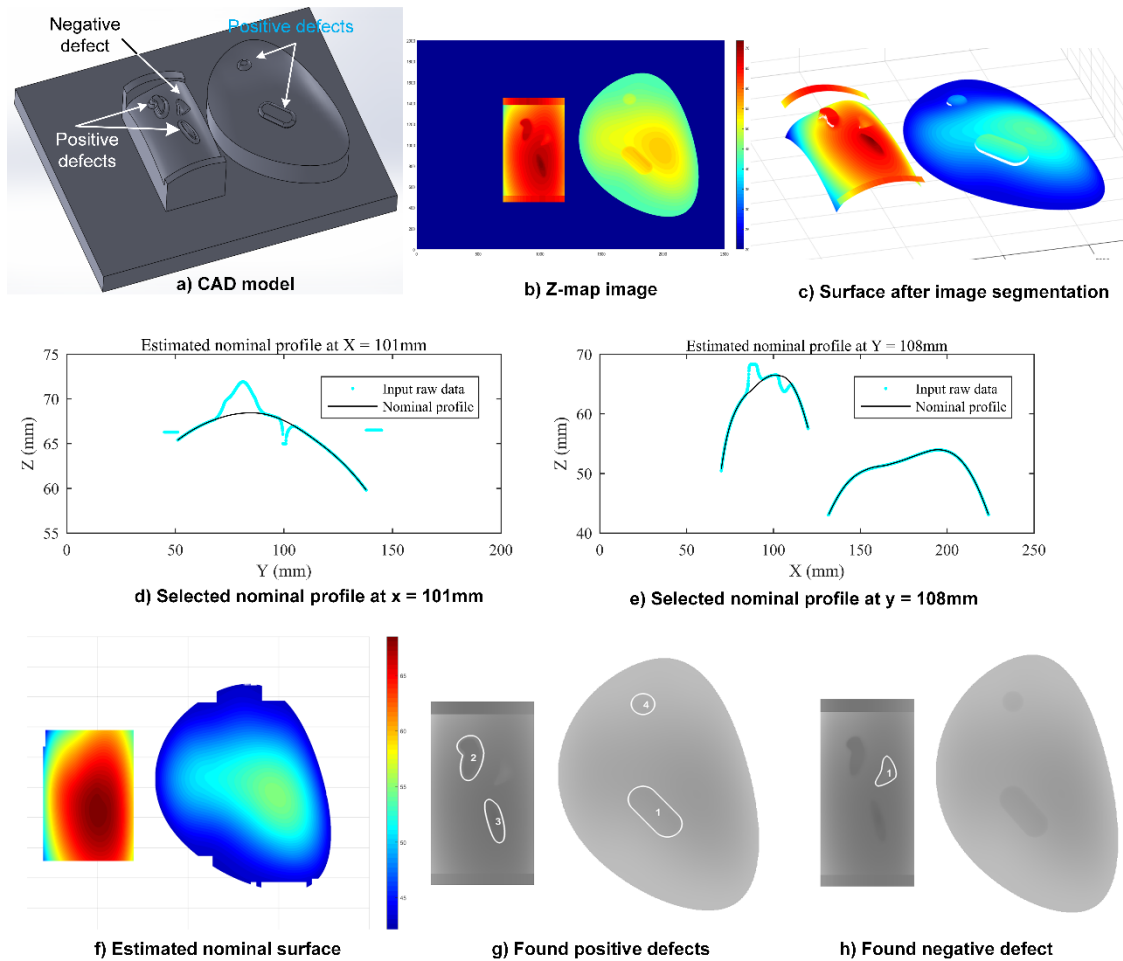 Negative
defect
Positive defects
Positive
defects
a) CAD model
b) Z-map image
c) Surface after image segmentation
Estimated nominal profile at X = 101mm
Input raw data
Nominal profile
75
70
65
60
55
0
50
100
150
200
Z (mm)
Y (mm)
d) Selected nominal profile at x = 101mm
Estimated nominal profile at Y = 108mm
Input raw data
Nominal profile
70
60
50
40
0
50
100
150
200
Z (mm)
X (mm)
e) Selected nominal profile at y = 108mm
65
60
55
50
45
f) Estimated nominal surface
4
2
1
3
g) Found positive defects
1
h) Found negative defect